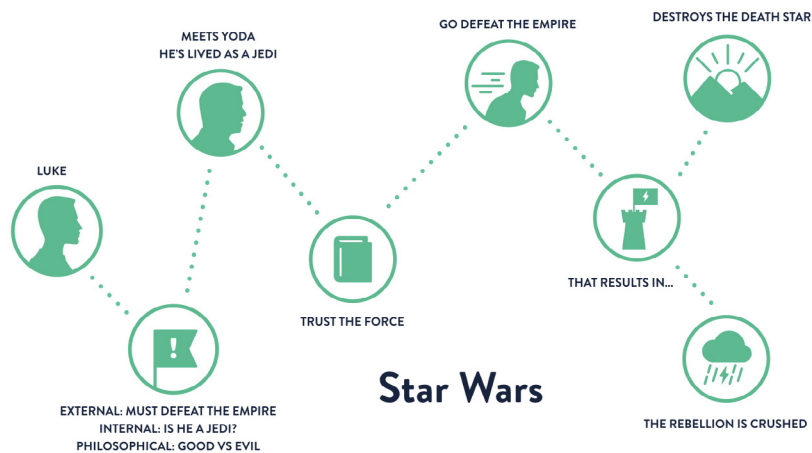 LUKE
EXTERNAL: MUST DEFEAT THE EMPIRE
INTERNAL: IS HE A JEDI?
PHILOSOPHICAL: GOOD VS EVIL
MEETS YODA
HE'S LIVED AS A JEDI
TRUST THE FORCE
GO DEFEAT THE EMPIRE
THAT RESULTS IN...
DESTROYS THE DEATH STAR
THE REBELLION IS CRUSHED
Star Wars